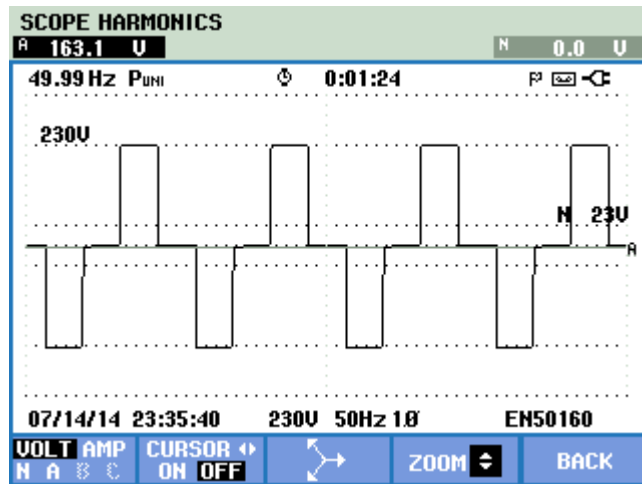 SCOPE HARMONICS
A 163.1 V N 0.0 V
49.99 Hz PUNI 0:01:24
230V
N 23V
A
07/14/14 23:35:40 230V 50Hz 1.Ø EN50160
VOLT AMP CURSOR ZOOM BACK
N A B C ON OFF